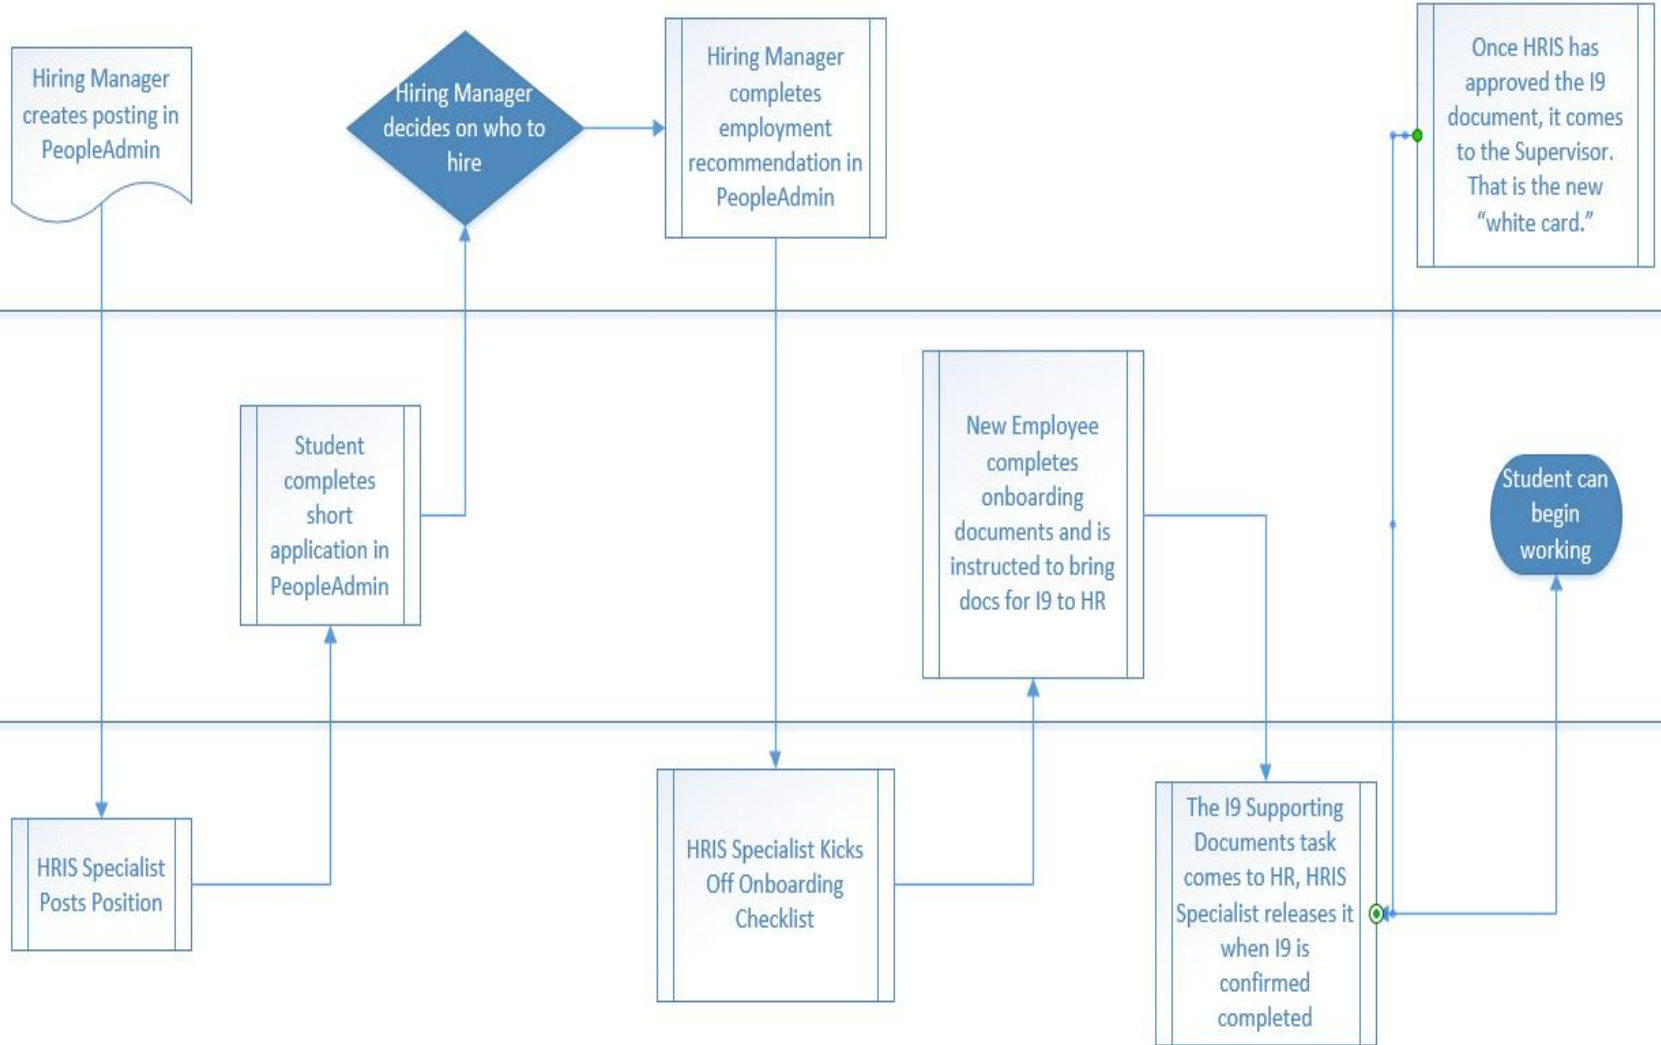 Hiring Manager
creates posting in
PeopleAdmin
Hiring Manager
decides on who to
hire
Hiring Manager
completes
employment
recommendation in
PeopleAdmin
Once HRIS has
approved the I9
document, it comes
to the Supervisor.
That is the new
“white card.”
Student
completes
short
application in
PeopleAdmin
New Employee
completes
onboarding
documents and is
instructed to bring
docs for I9 to HR
Student can
begin
working
HRIS Specialist
Posts Position
HRIS Specialist Kicks
Off Onboarding
Checklist
The I9 Supporting
Documents task
comes to HR, HRIS
Specialist releases it
when I9 is
confirmed
completed